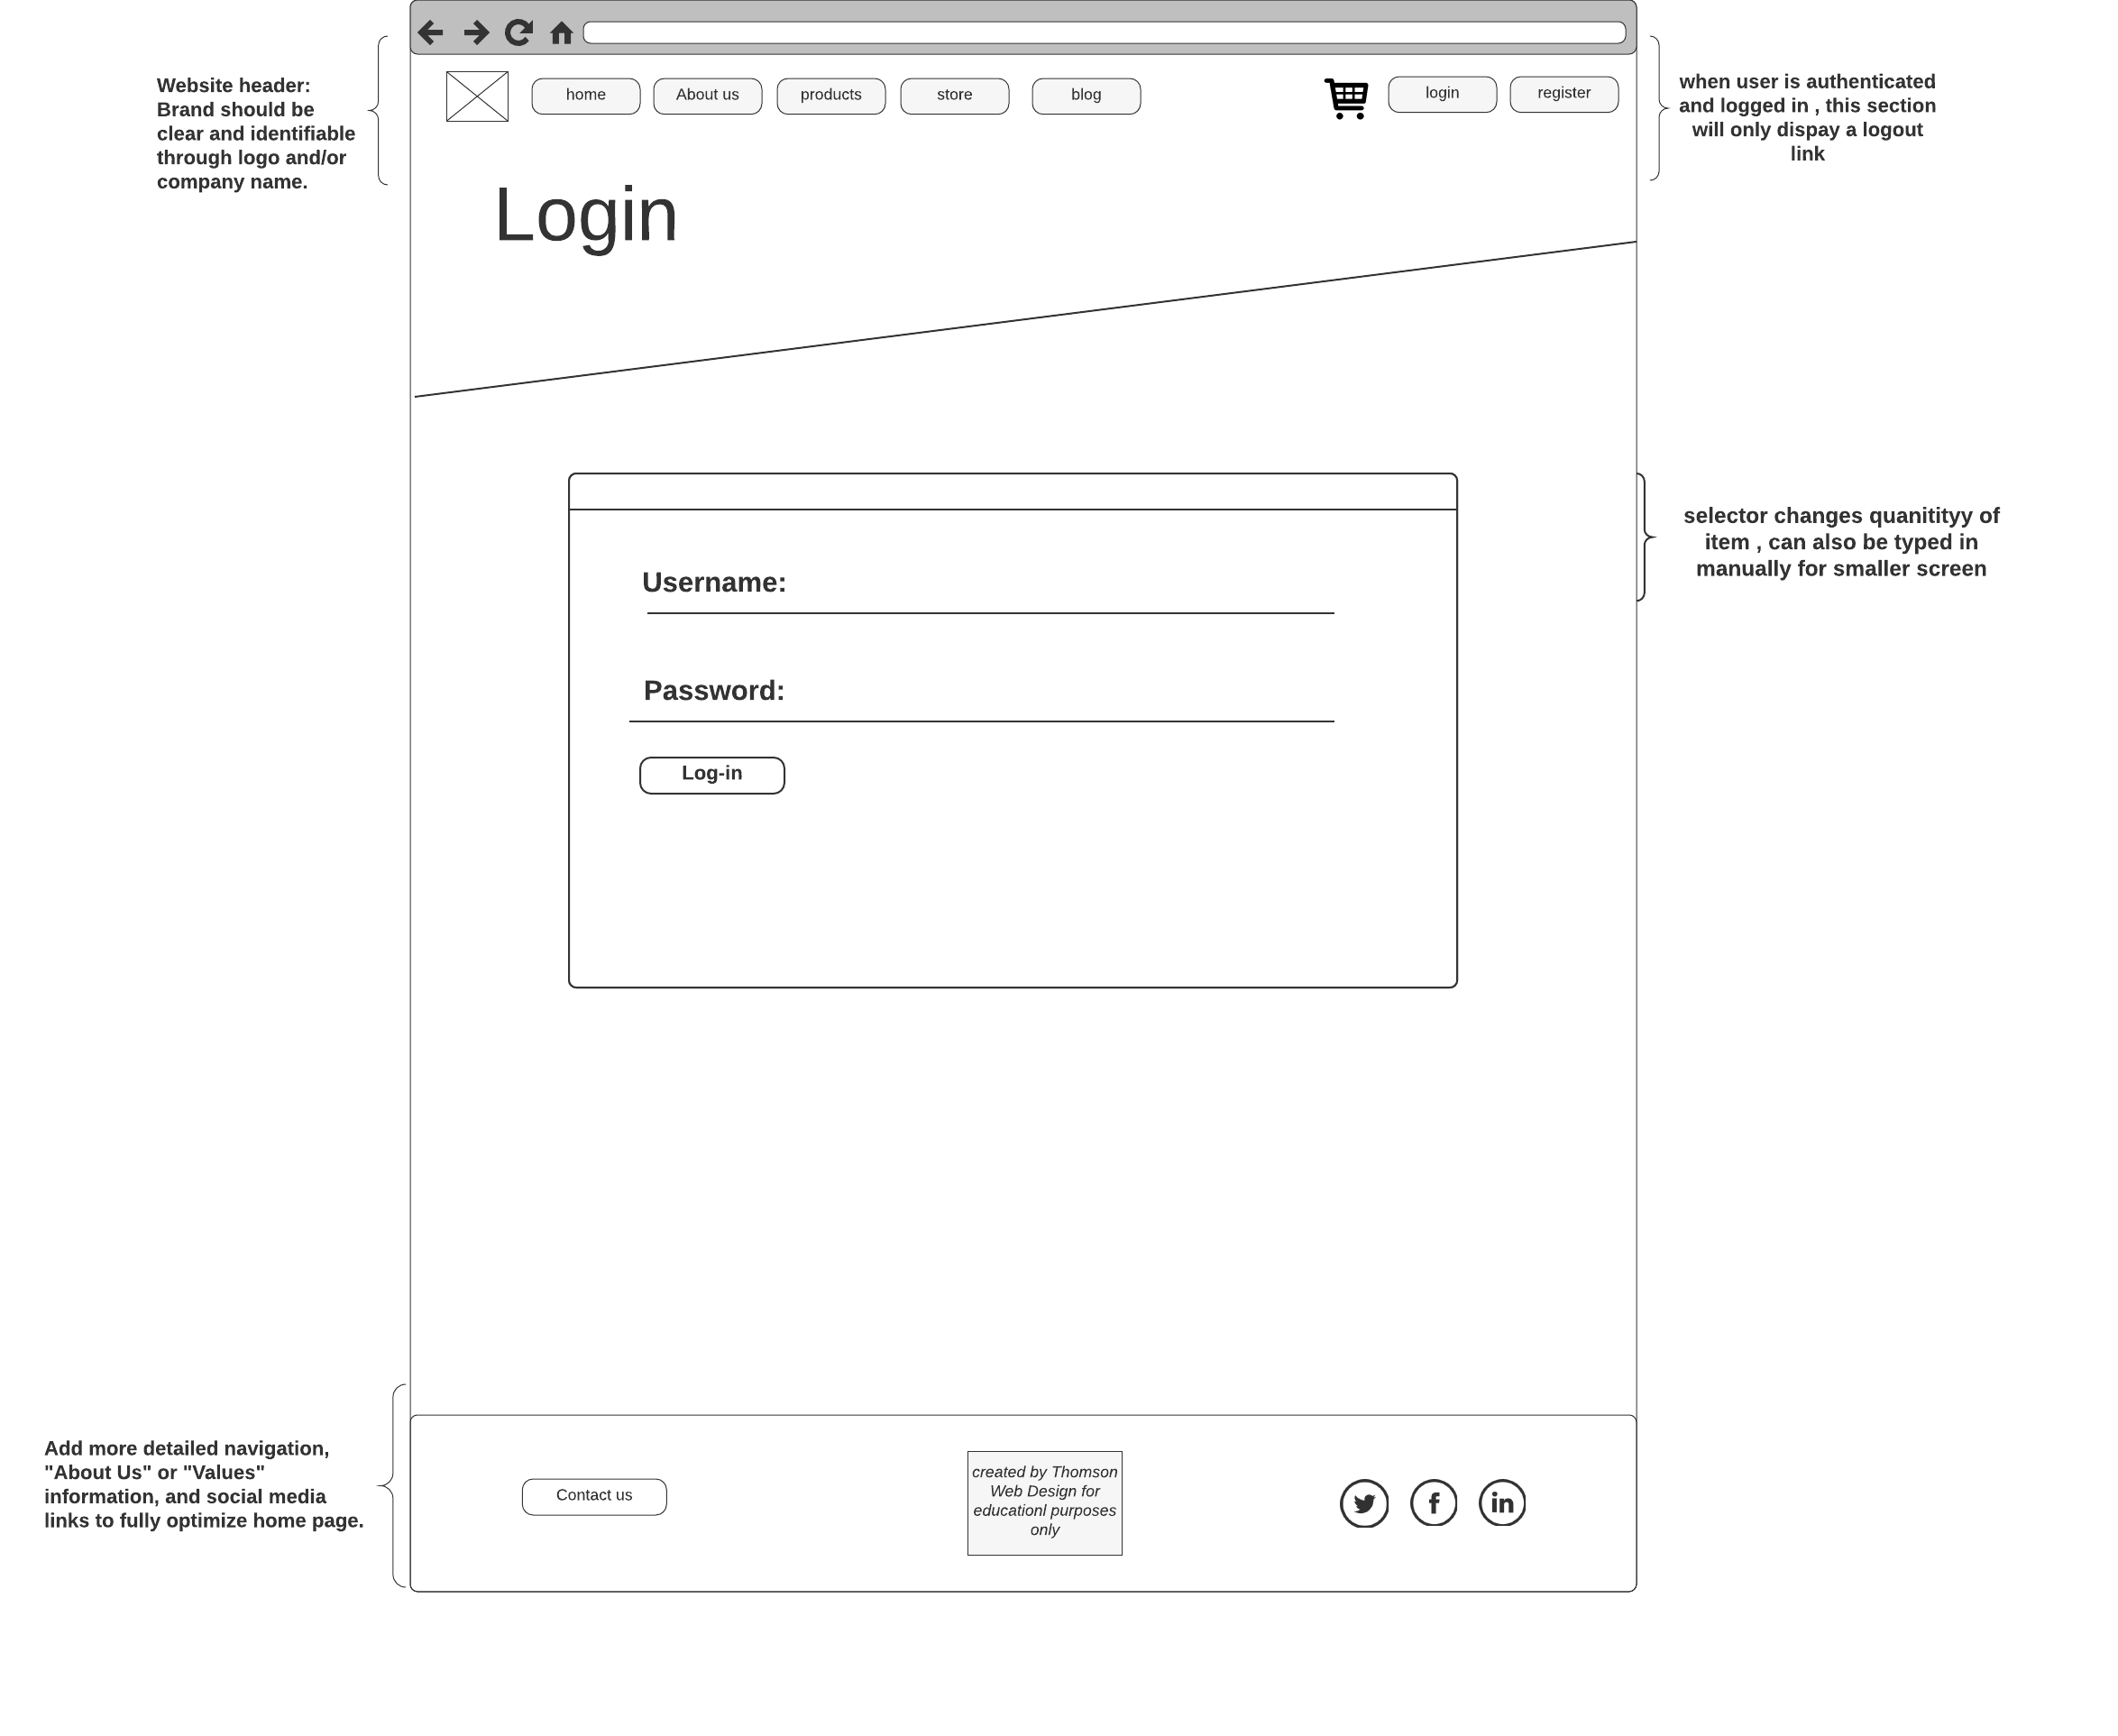 Website header:
Brand should be
clear and identifiable
through logo and/or
company name.
home
About us
products
store
blog
login
register
when user is authenticated
and logged in , this section
will only dispay a logout
link
Login
selector changes quanitityy of
item , can also be typed in
manually for smaller screen
Username:
Password:
Log-in
Add more detailed navigation,
"About Us" or "Values"
information, and social media
links to fully optimize home page.
Contact us
created by Thomson
Web Design for
educationl purposes
only
f
in